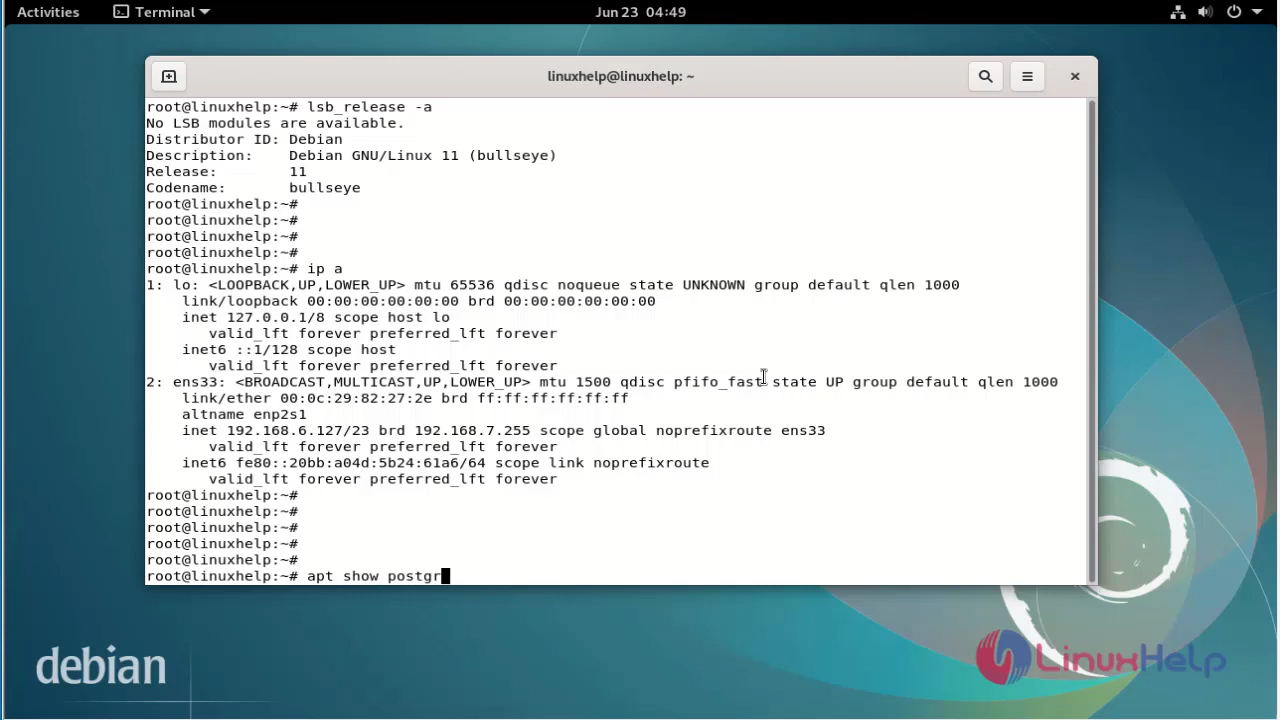 Activities Terminal Jun 23 04:49
linuxhelp@linuxhelp: ~
root@linuxhelp:~# lsb_release -a
No LSB modules are available.
Distributor ID: Debian
Description:    Debian GNU/Linux 11 (bullseye)
Release:        11
Codename:       bullseye
root@linuxhelp:~#
root@linuxhelp:~#
root@linuxhelp:~#
root@linuxhelp:~#
root@linuxhelp:~# ip a
1: lo: <LOOPBACK,UP,LOWER_UP> mtu 65536 qdisc noqueue state UNKNOWN group default qlen 1000
    link/loopback 00:00:00:00:00:00 brd 00:00:00:00:00:00
    inet 127.0.0.1/8 scope host lo
       valid_lft forever preferred_lft forever
    inet6 ::1/128 scope host
       valid_lft forever preferred_lft forever
2: ens33: <BROADCAST,MULTICAST,UP,LOWER_UP> mtu 1500 qdisc pfifo_fast state UP group default qlen 1000
    link/ether 00:0c:29:82:27:2e brd ff:ff:ff:ff:ff:ff
    altname enp2s1
    inet 192.168.6.127/23 brd 192.168.7.255 scope global noprefixroute ens33
       valid_lft forever preferred_lft forever
    inet6 fe80::20bb:a04d:5b24:61a6/64 scope link noprefixroute
       valid_lft forever preferred_lft forever
root@linuxhelp:~#
root@linuxhelp:~#
root@linuxhelp:~#
root@linuxhelp:~#
root@linuxhelp:~#
root@linuxhelp:~# apt show postgr
debian
LinuxHelp